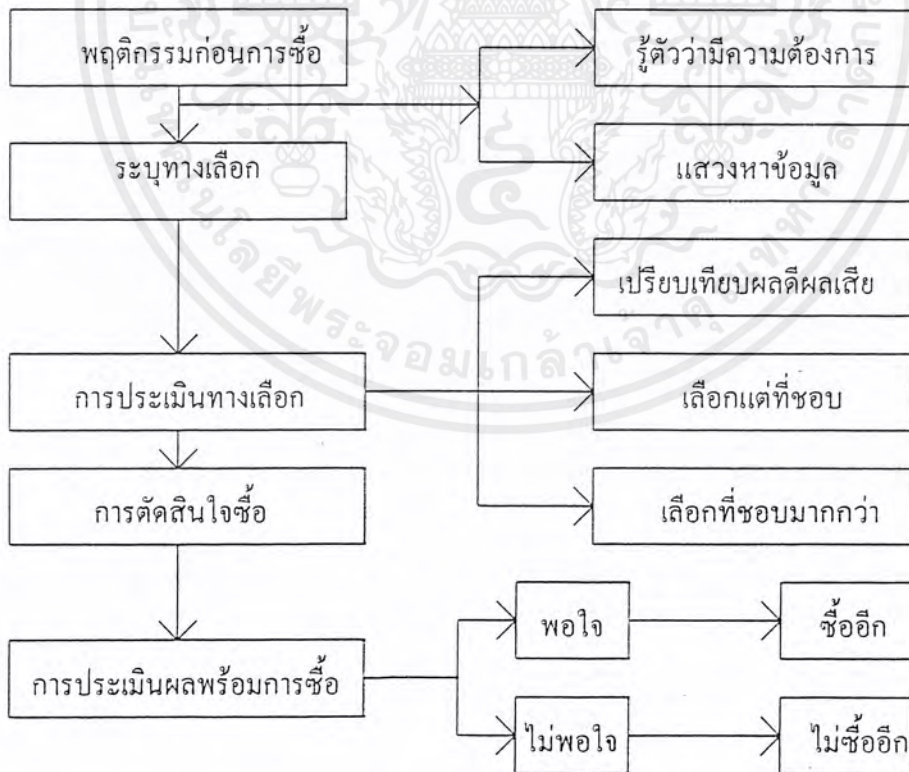 พฤติกรรมก่อนการซื้อ
รู้ตัวว่ามีความต้องการ
ระบุทางเลือก
แสวงหาข้อมูล
เปรียบเทียบผลดีผลเสีย
การประเมินทางเลือก
เลือกแต่ที่ชอบ
การตัดสินใจซื้อ
เลือกที่ชอบมากกว่า
พอใจ
ซื้ออีก
การประเมินผลพร้อมการซื้อ
ไม่พอใจ
ไม่ซื้ออีก